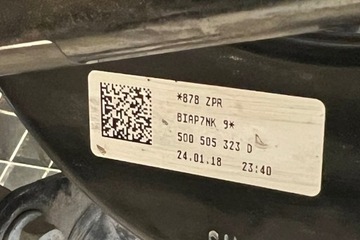 *878 ZPR
BIAP7NK 9*
5Q0 505 323 D
24.01.18 23:40